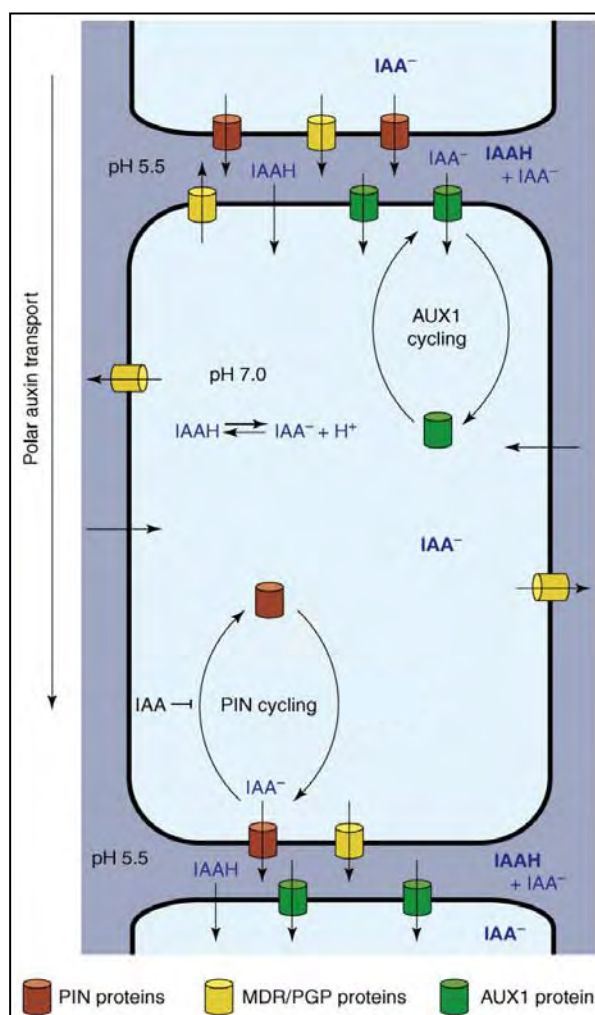 IAA⁻
pH 5.5
IAAH
IAA⁻
IAAH
+ IAA⁻
Polar auxin transport
AUX1
cycling
pH 7.0
IAAH IAA⁻ + H⁺
IAA⁻
IAA
PIN cycling
IAA⁻
pH 5.5
IAAH
IAAH
+ IAA⁻
IAA⁻
PIN proteins MDR/PGP proteins AUX1 protein